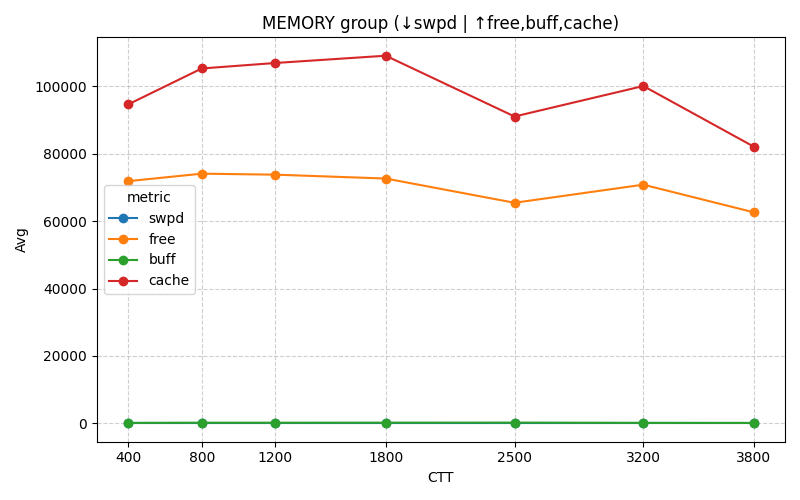 MEMORY group (↓swpd | ↑free,buff,cache)
100000
80000
60000
40000
20000
0
Avg
metric
swpd
free
buff
cache
400 800 1200 1800 2500 3200 3800
CTT